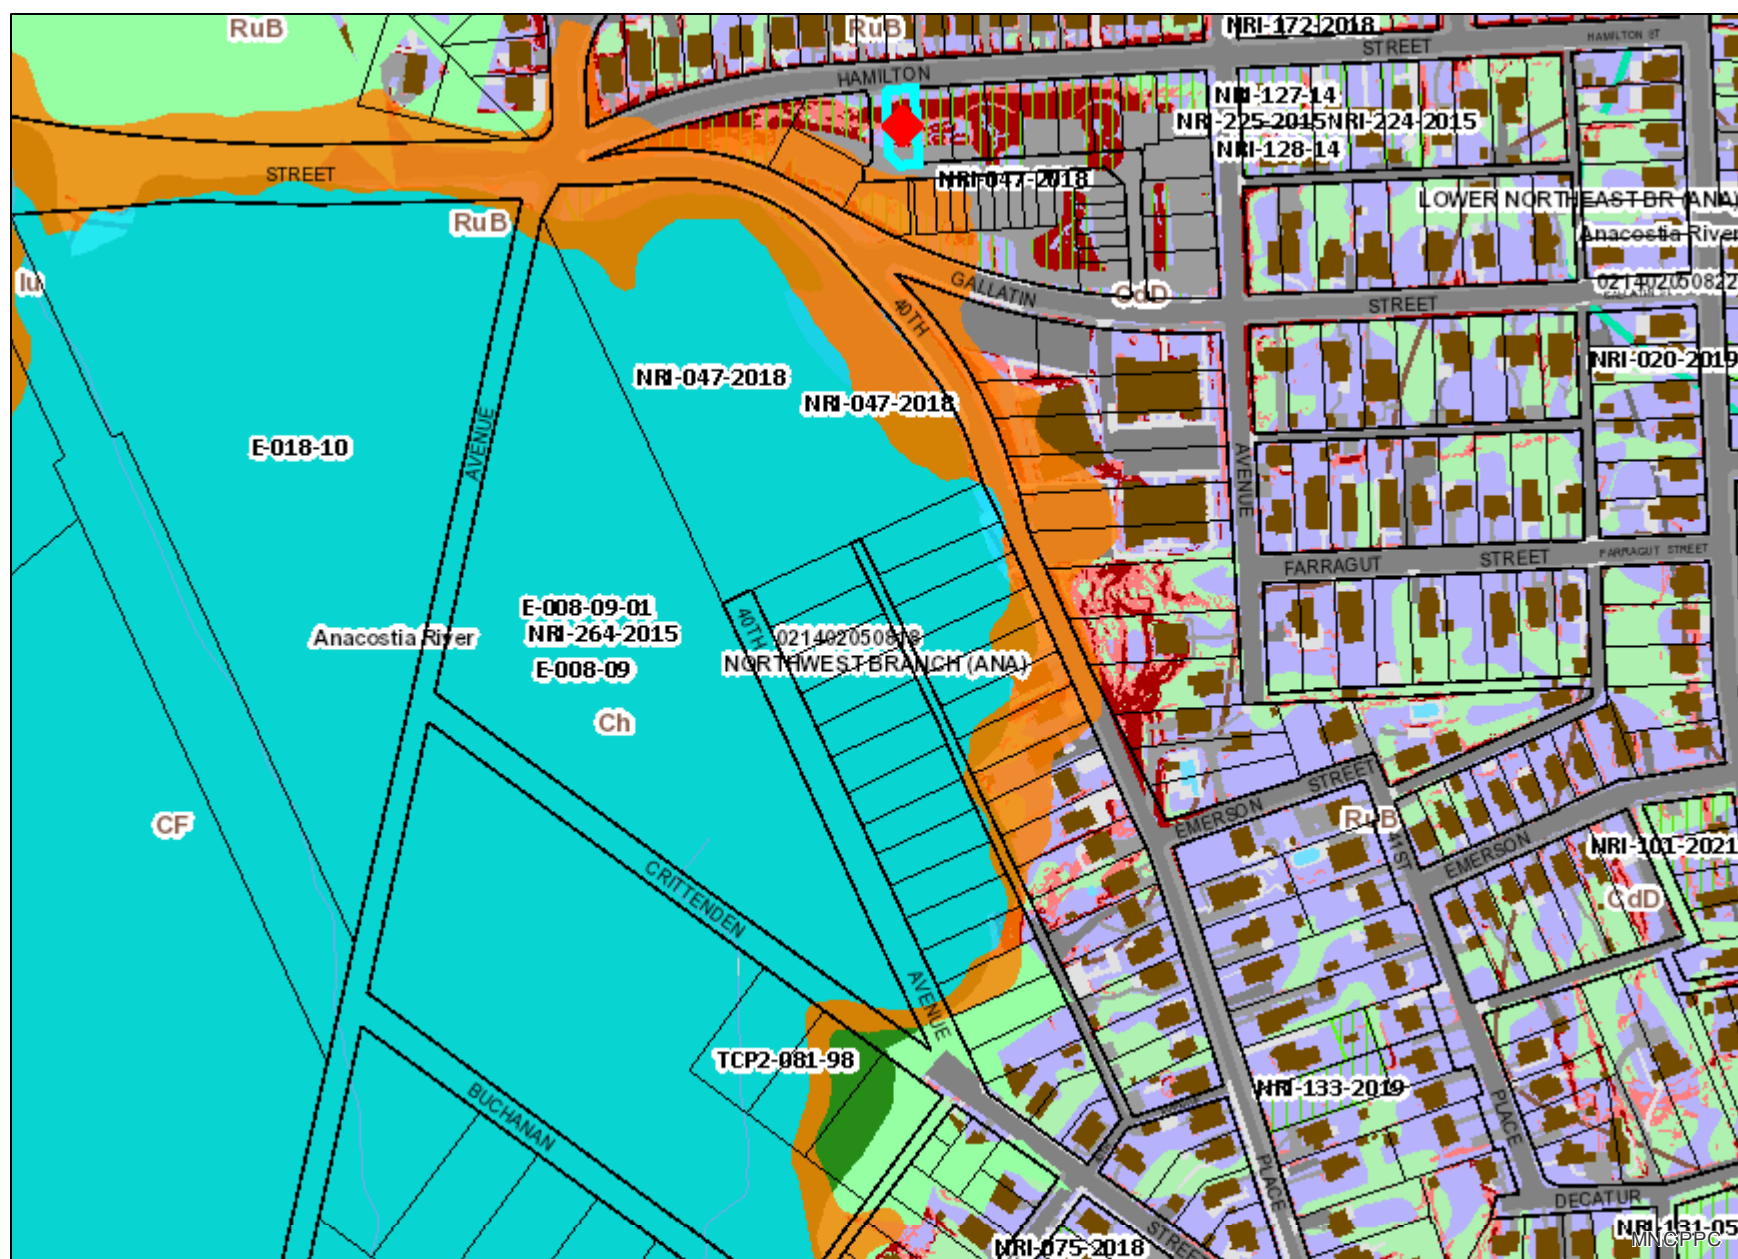 RuB
RuB
NRI-172-2018
STREET
HAMILTON ST
HAMILTON
NRI-127-14
NRI-225-2015
NRI-224-2015
NRI-128-14
STREET
NRI-047-2018
LOWER NORTHEAST BR (ANA)
RuB
Anacostia River
Iu
GALLATIN
CdD
021402050822
40TH
STREET
NRI-020-2019
NRI-047-2018
NRI-047-2018
AVENUE
E-018-10
AVENUE
FARRAGUT
STREET
FARRAGUT STREET
E-008-09-01
40TH
Anacostia River
NRI-264-2015
021402050818
E-008-09
NORTHWEST BRANCH (ANA)
Ch
STREET
CF
EMERSON
RuB
41ST
EMERSON
NRI-101-2021
CRITTENDEN
CdD
AVENUE
TCP2-081-98
NRI-133-2019
BUCHANAN
PLACE
PLACE
DECATUR
STREET
NRI-131-05
MNCPPC
NRI-075-2018